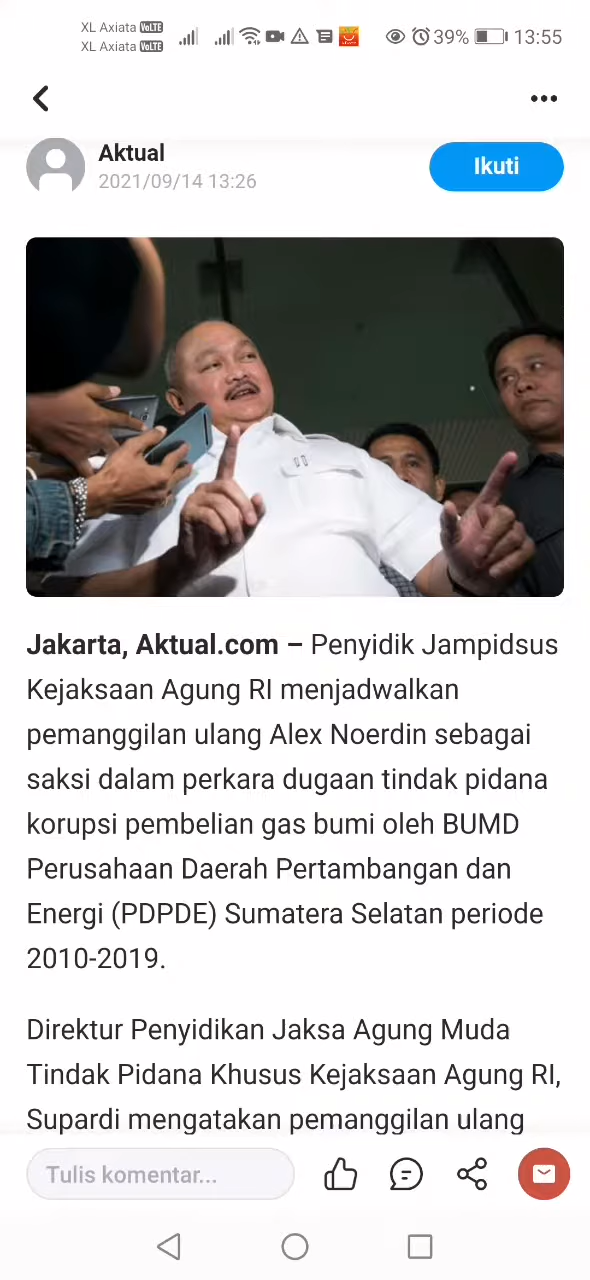 XL Axiata VoLTE
XL Axiata VoLTE
39% 13:55
Aktual
2021/09/14 13:26
Ikuti
Jakarta, Aktual.com – Penyidik Jampidsus
Kejaksaan Agung RI menjadwalkan
pemanggilan ulang Alex Noerdin sebagai
saksi dalam perkara dugaan tindak pidana
korupsi pembelian gas bumi oleh BUMD
Perusahaan Daerah Pertambangan dan
Energi (PDPDE) Sumatera Selatan periode
2010-2019.
Direktur Penyidikan Jaksa Agung Muda
Tindak Pidana Khusus Kejaksaan Agung RI,
Supardi mengatakan pemanggilan ulang
Tulis komentar...